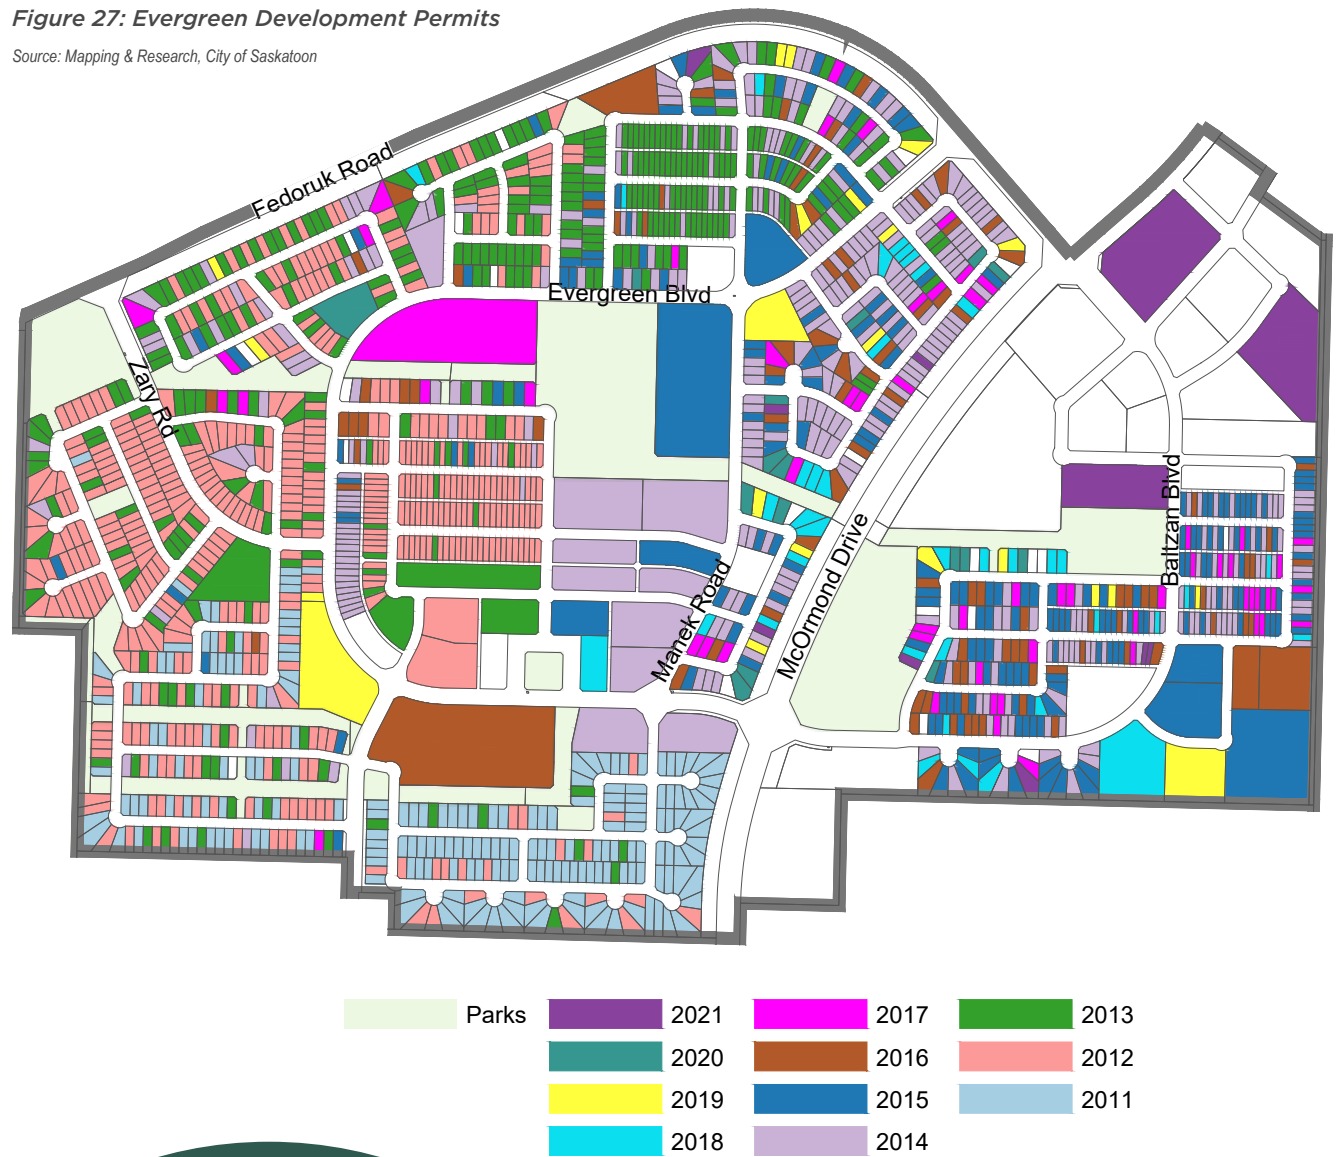 Figure 27: Evergreen Development Permits
Source: Mapping & Research, City of Saskatoon
Fedoruk Road
Evergreen Blvd
Zary Rd
Baltzan Blvd
McOrmond Drive
Manek Road
Parks
2021
2017
2013
2020
2016
2012
2019
2015
2011
2018
2014